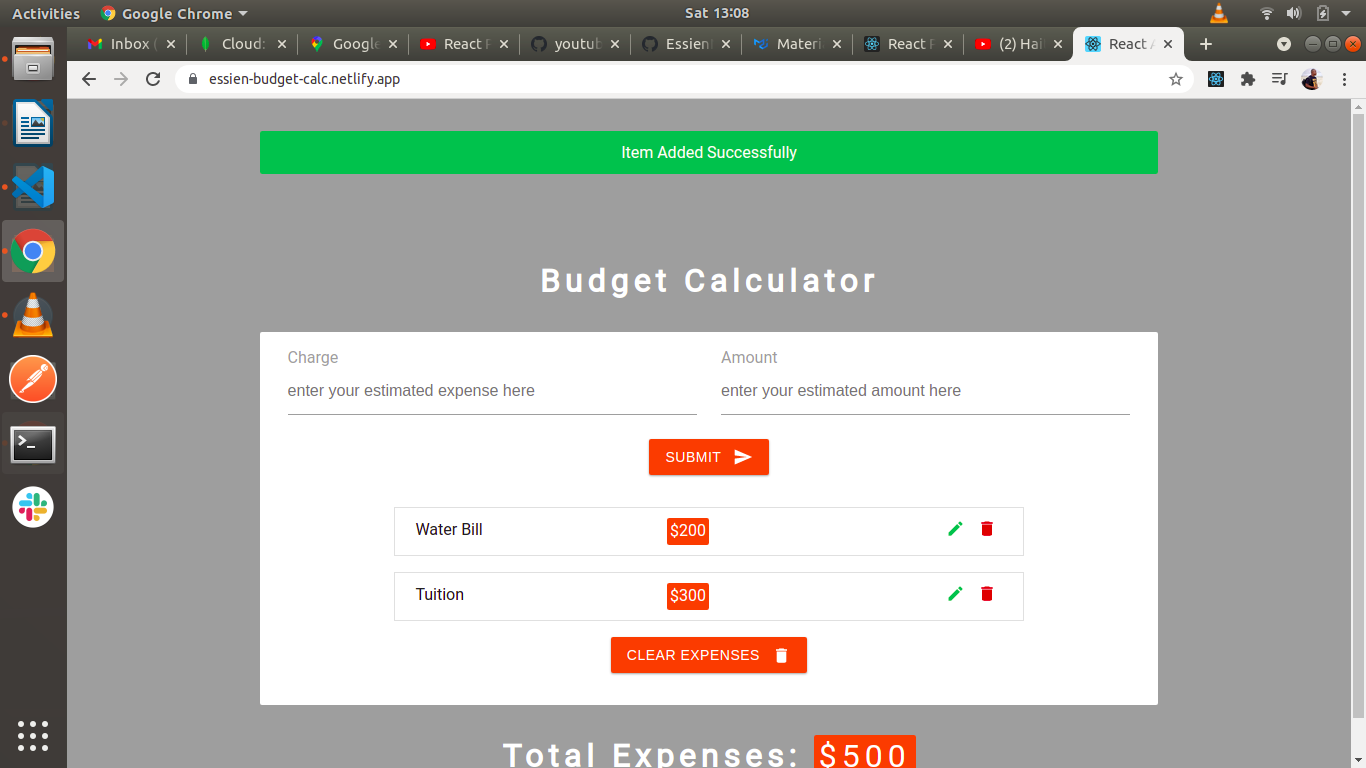 Activities Google Chrome Sat 13:08
Inbox ( Cloud: Google React F youtub Essien Materi React F (2) Hai React A
essien-budget-calc.netlify.app
Item Added Successfully
Budget Calculator
Charge Amount
enter your estimated expense here enter your estimated amount here
SUBMIT
Water Bill $200
Tuition $300
CLEAR EXPENSES
Total Expenses: $500